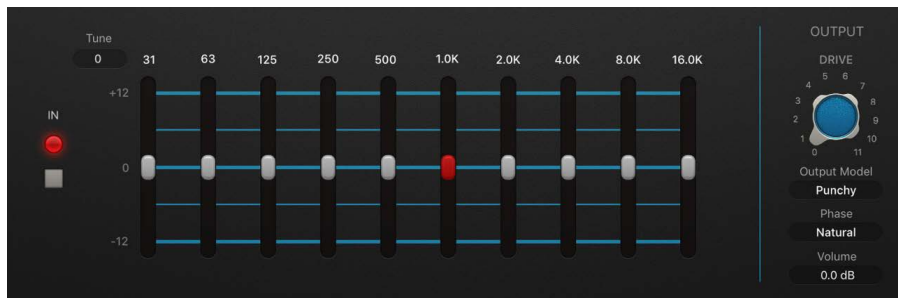 Tune
0
31 63 125 250 500 1.0K 2.0K 4.0K 8.0K 16.0K
+12
0
-12
IN
OUTPUT
DRIVE
0 1 2 3 4 5 6 7 8 9 10 11
Output Model
Punchy
Phase
Natural
Volume
0.0 dB